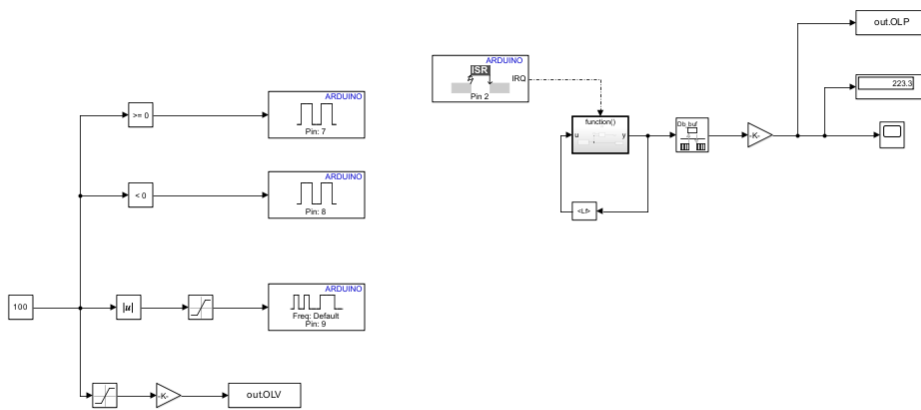 out.OLP
ARDUINO
ISR
IRQ
Pin 2
223.3
ARDUINO
>= 0
Pin: 7
function()
u
y
Db_buf
-K-
ARDUINO
< 0
Pin: 8
<Lf>
ARDUINO
100
|u|
Freq: Default
Pin: 9
-K-
out.OLV